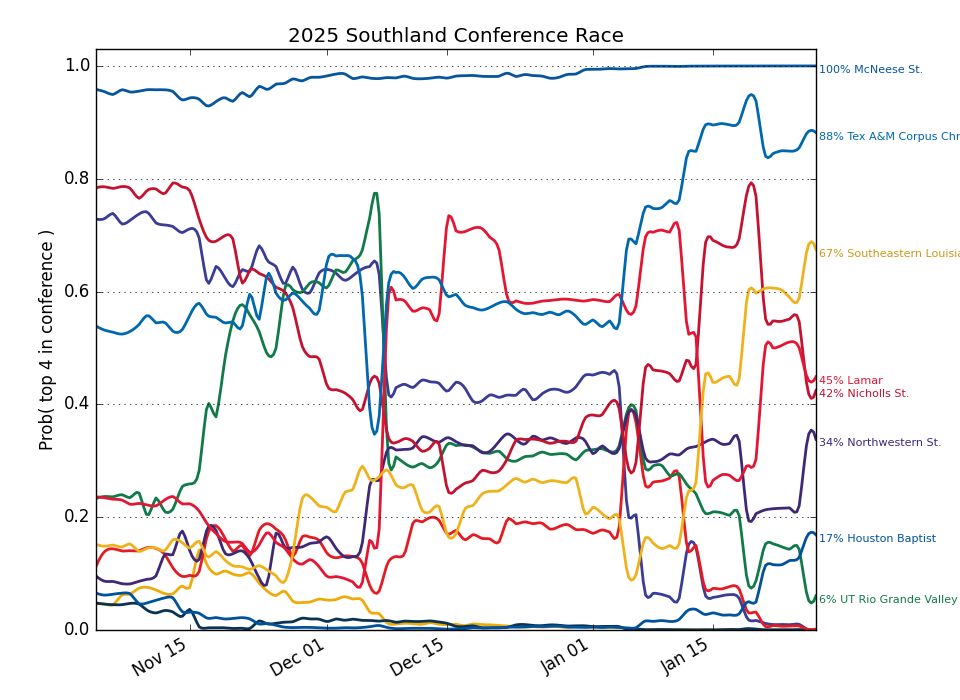 2025 Southland Conference Race
Prob( top 4 in conference )
1.0
0.8
0.6
0.4
0.2
0.0
Nov 15
Dec 01
Dec 15
Jan 01
Jan 15
100% McNeese St.
88% Tex A&M Corpus Chr
67% Southeastern Louisia
45% Lamar
42% Nicholls St.
34% Northwestern St.
17% Houston Baptist
6% UT Rio Grande Valley